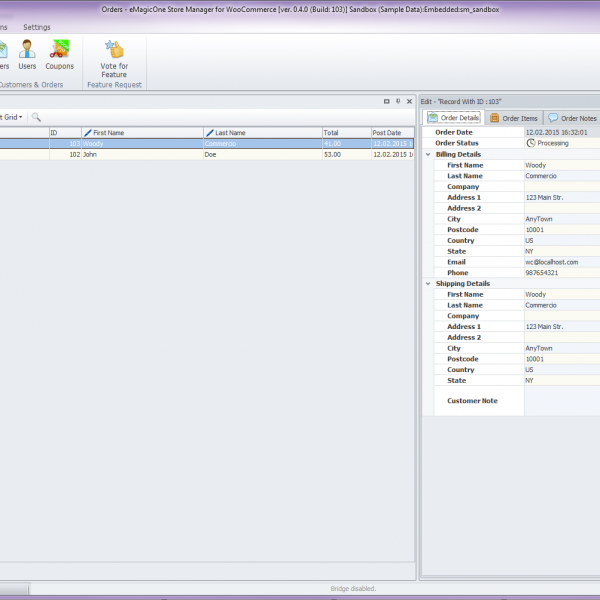 Orders - eMagicOne Store Manager for WooCommerce [ver. 0.4.0 (Build: 103)] Sandbox (Sample Data):Embedded:sm_sandbox
ns Settings
ers Users Coupons Vote for
Feature
Customers & Orders Feature Request
t Grid
Edit - "Record With ID : 103"
Order Details Order Items Order Notes
ID First Name Last Name Total Post Date
103 Woody Commercio 41.00 12.02.2015 1
102 John Doe 53.00 12.02.2015 1
Order Date 12.02.2015 16:32:01
Order Status Processing
Billing Details
First Name Woody
Last Name Commercio
Company
Address 1 123 Main Str.
Address 2
City AnyTown
Postcode 10001
Country US
State NY
Email wc@localhost.com
Phone 987654321
Shipping Details
First Name Woody
Last Name Commercio
Company
Address 1 123 Main Str.
Address 2
City AnyTown
Postcode 10001
Country US
State NY
Customer Note
Bridge disabled.